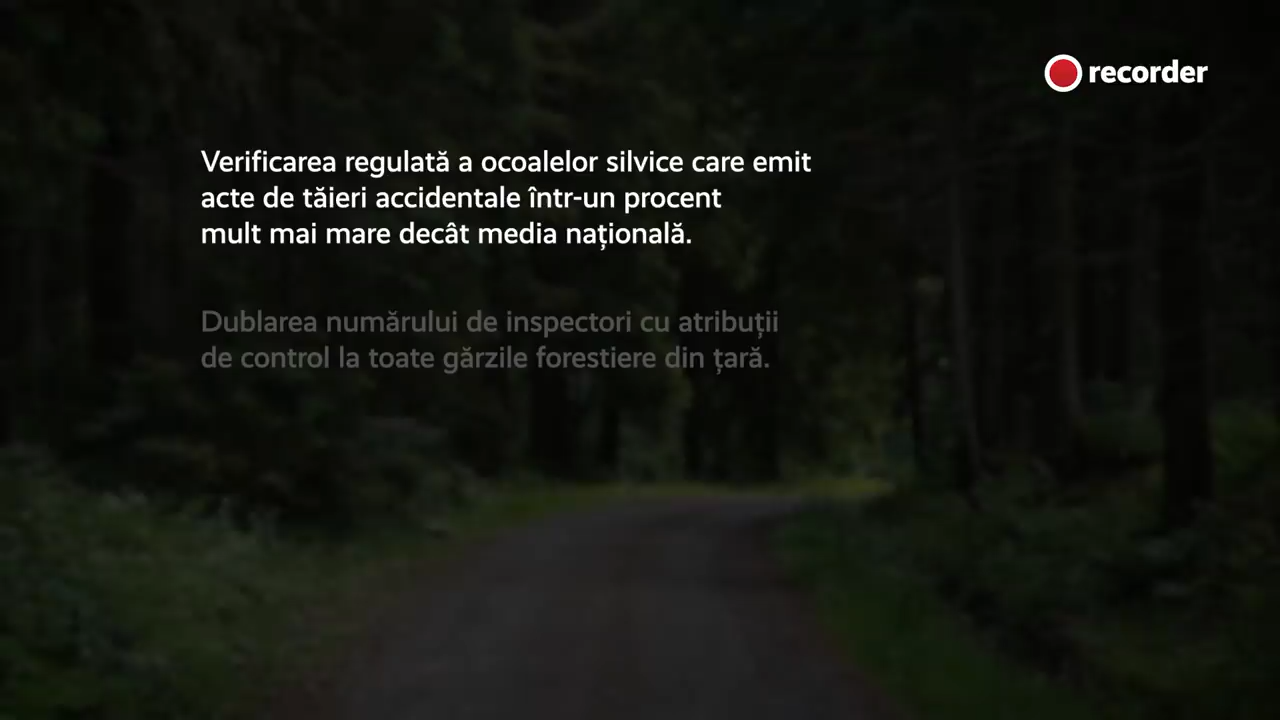 recorder
Verificarea regulată a ocoalelor silvice care emit
acte de tăieri accidentale într-un procent
mult mai mare decât media națională.
Dublarea numărului de inspectori cu atribuții
de control la toate gărzile forestiere din țară.